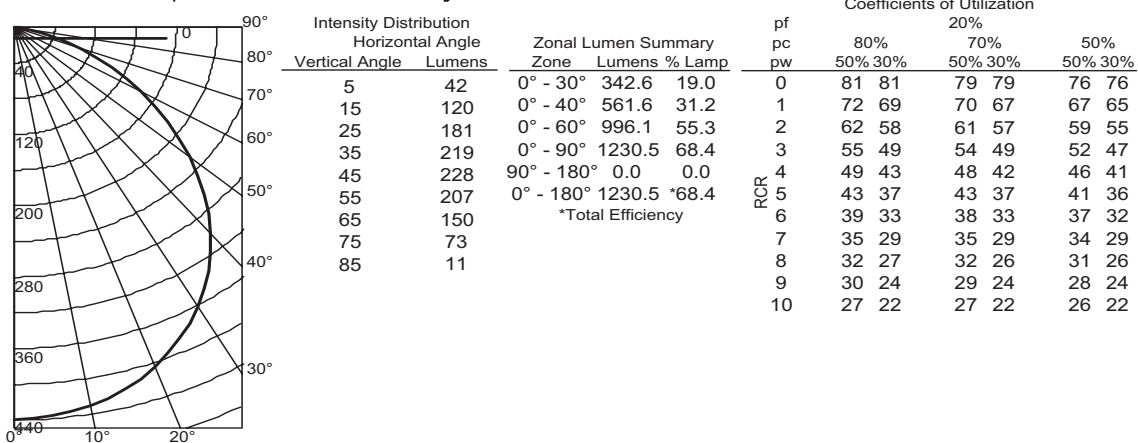 90°
80°
70°
60°
50°
40°
30°
20°
10°
0°
0
40
120
200
280
360
440
Intensity Distribution
Horizontal Angle
Vertical Angle Lumens
5 42
15 120
25 181
35 219
45 228
55 207
65 150
75 73
85 11
Zonal Lumen Summary
Zone Lumens % Lamp
0° - 30° 342.6 19.0
0° - 40° 561.6 31.2
0° - 60° 996.1 55.3
0° - 90° 1230.5 68.4
90° - 180° 0.0 0.0
0° - 180° 1230.5 *68.4
*Total Efficiency
Coefficients of Utilization
pf 20%
pc 80% 70% 50%
pw 50% 30% 50% 30% 50% 30%
RCR
0 81 81 79 79 76 76
1 72 69 70 67 67 65
2 62 58 61 57 59 55
3 55 49 54 49 52 47
4 49 43 48 42 46 41
5 43 37 43 37 41 36
6 39 33 38 33 37 32
7 35 29 35 29 34 29
8 32 27 32 26 31 26
9 30 24 29 24 28 24
10 27 22 27 22 26 22